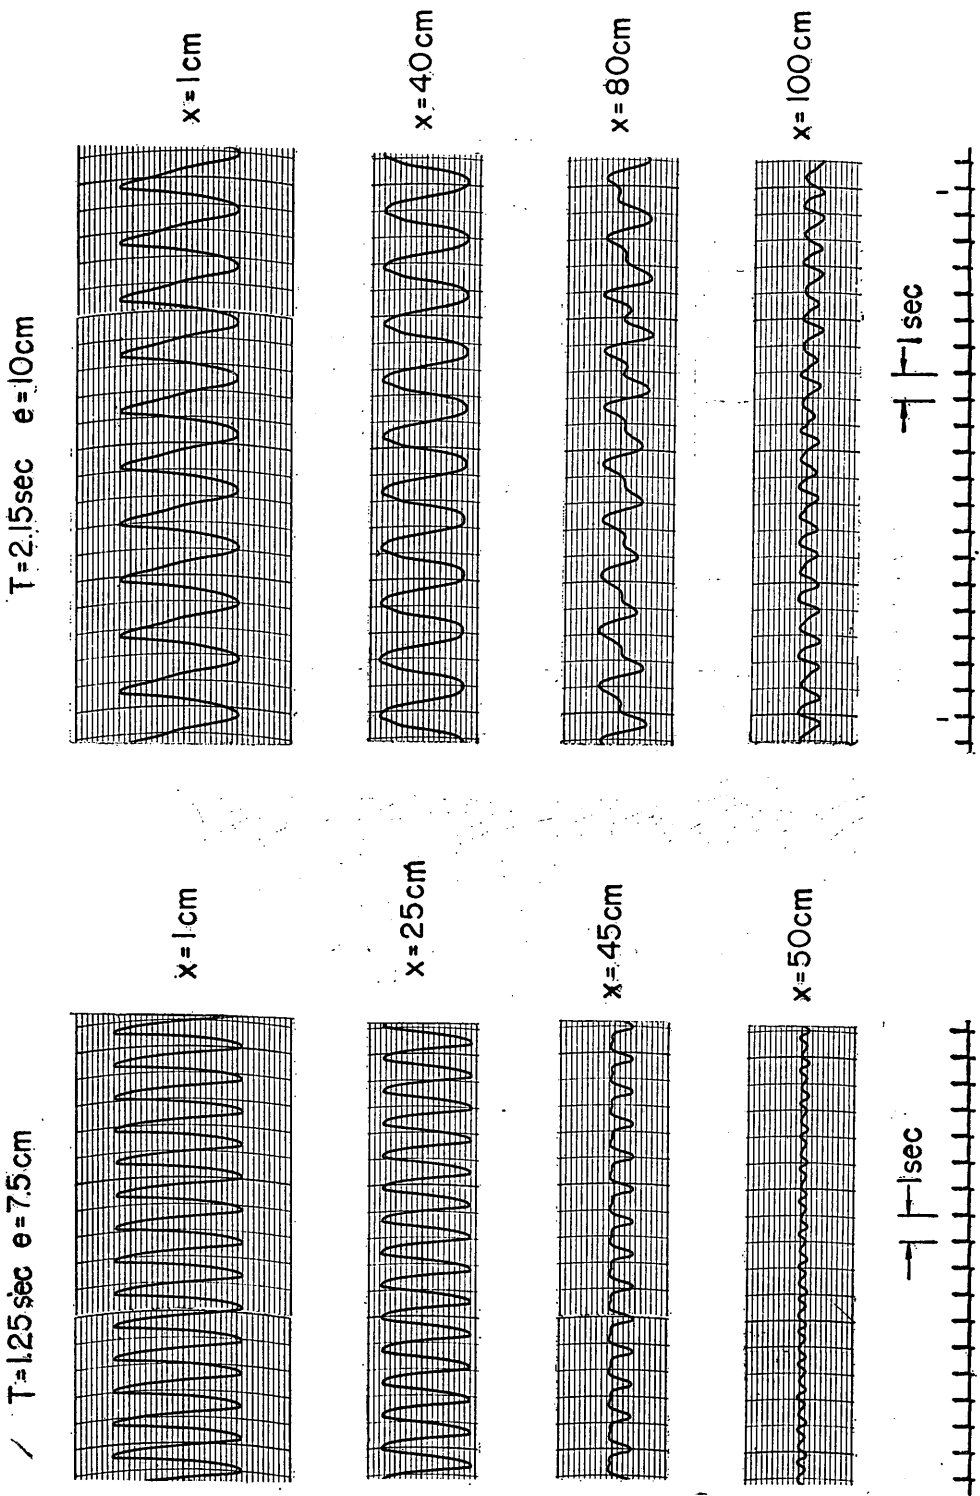 T=1.25sec e=7.5cm
x=1cm
x=25cm
x=45cm
x=50cm
1sec
T=2.15sec e=10cm
x=1cm
x=40cm
x=80cm
x=100cm
1sec